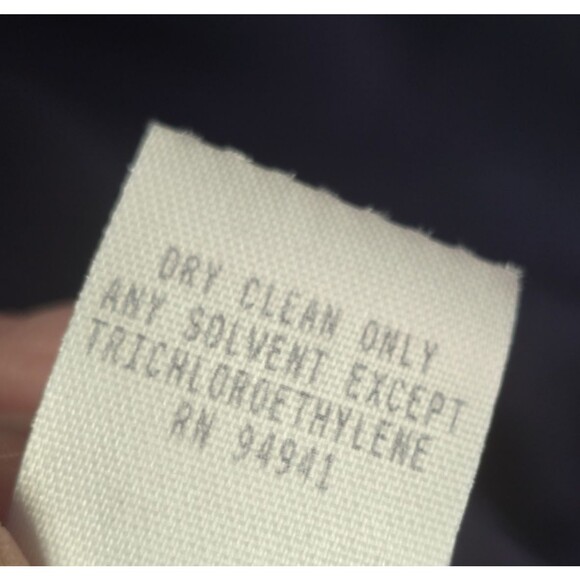 DRY CLEAN ONLY
ANY SOLVENT EXCEPT
TRICHLOROETHYLENE
RN 94941